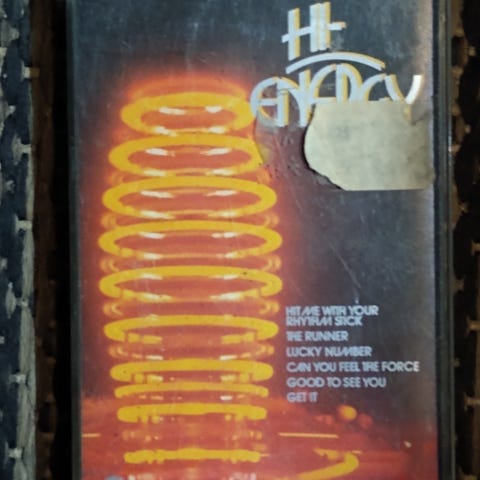 HI-
ENERGY
HIT ME WITH YOUR
RHYTHM STICK
THE RUNNER
LUCKY NUMBER
CAN YOU FEEL THE FORCE
GOOD TO SEE YOU
GET IT